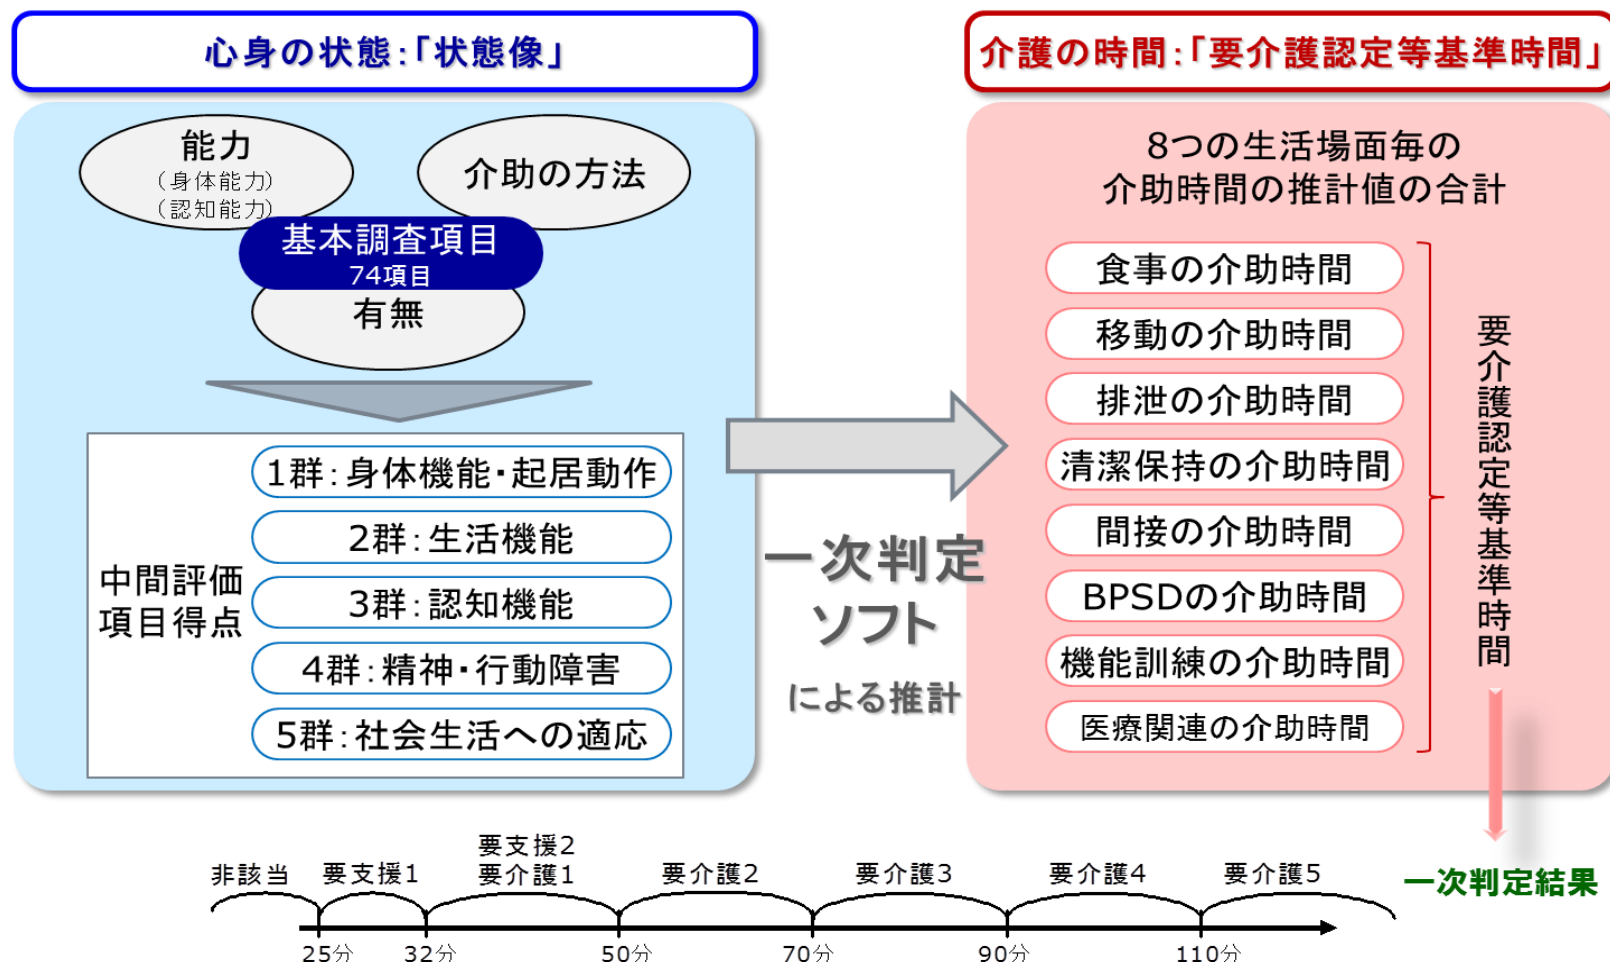 心身の状態:「状態像」
能力
(身体能力)
(認知能力)
介助の方法
基本調査項目
74項目
有無
中間評価
項目得点
1群:身体機能・起居動作
2群:生活機能
3群:認知機能
4群:精神・行動障害
5群:社会生活への適応
一次判定
ソフト
による推計
介護の時間:「要介護認定等基準時間」
8つの生活場面毎の
介助時間の推計値の合計
食事の介助時間
移動の介助時間
排泄の介助時間
清潔保持の介助時間
間接の介助時間
BPSDの介助時間
機能訓練の介助時間
医療関連の介助時間
要介護認定等基準時間
一次判定結果
非該当
要支援1
要支援2
要介護1
要介護2
要介護3
要介護4
要介護5
25分
32分
50分
70分
90分
110分